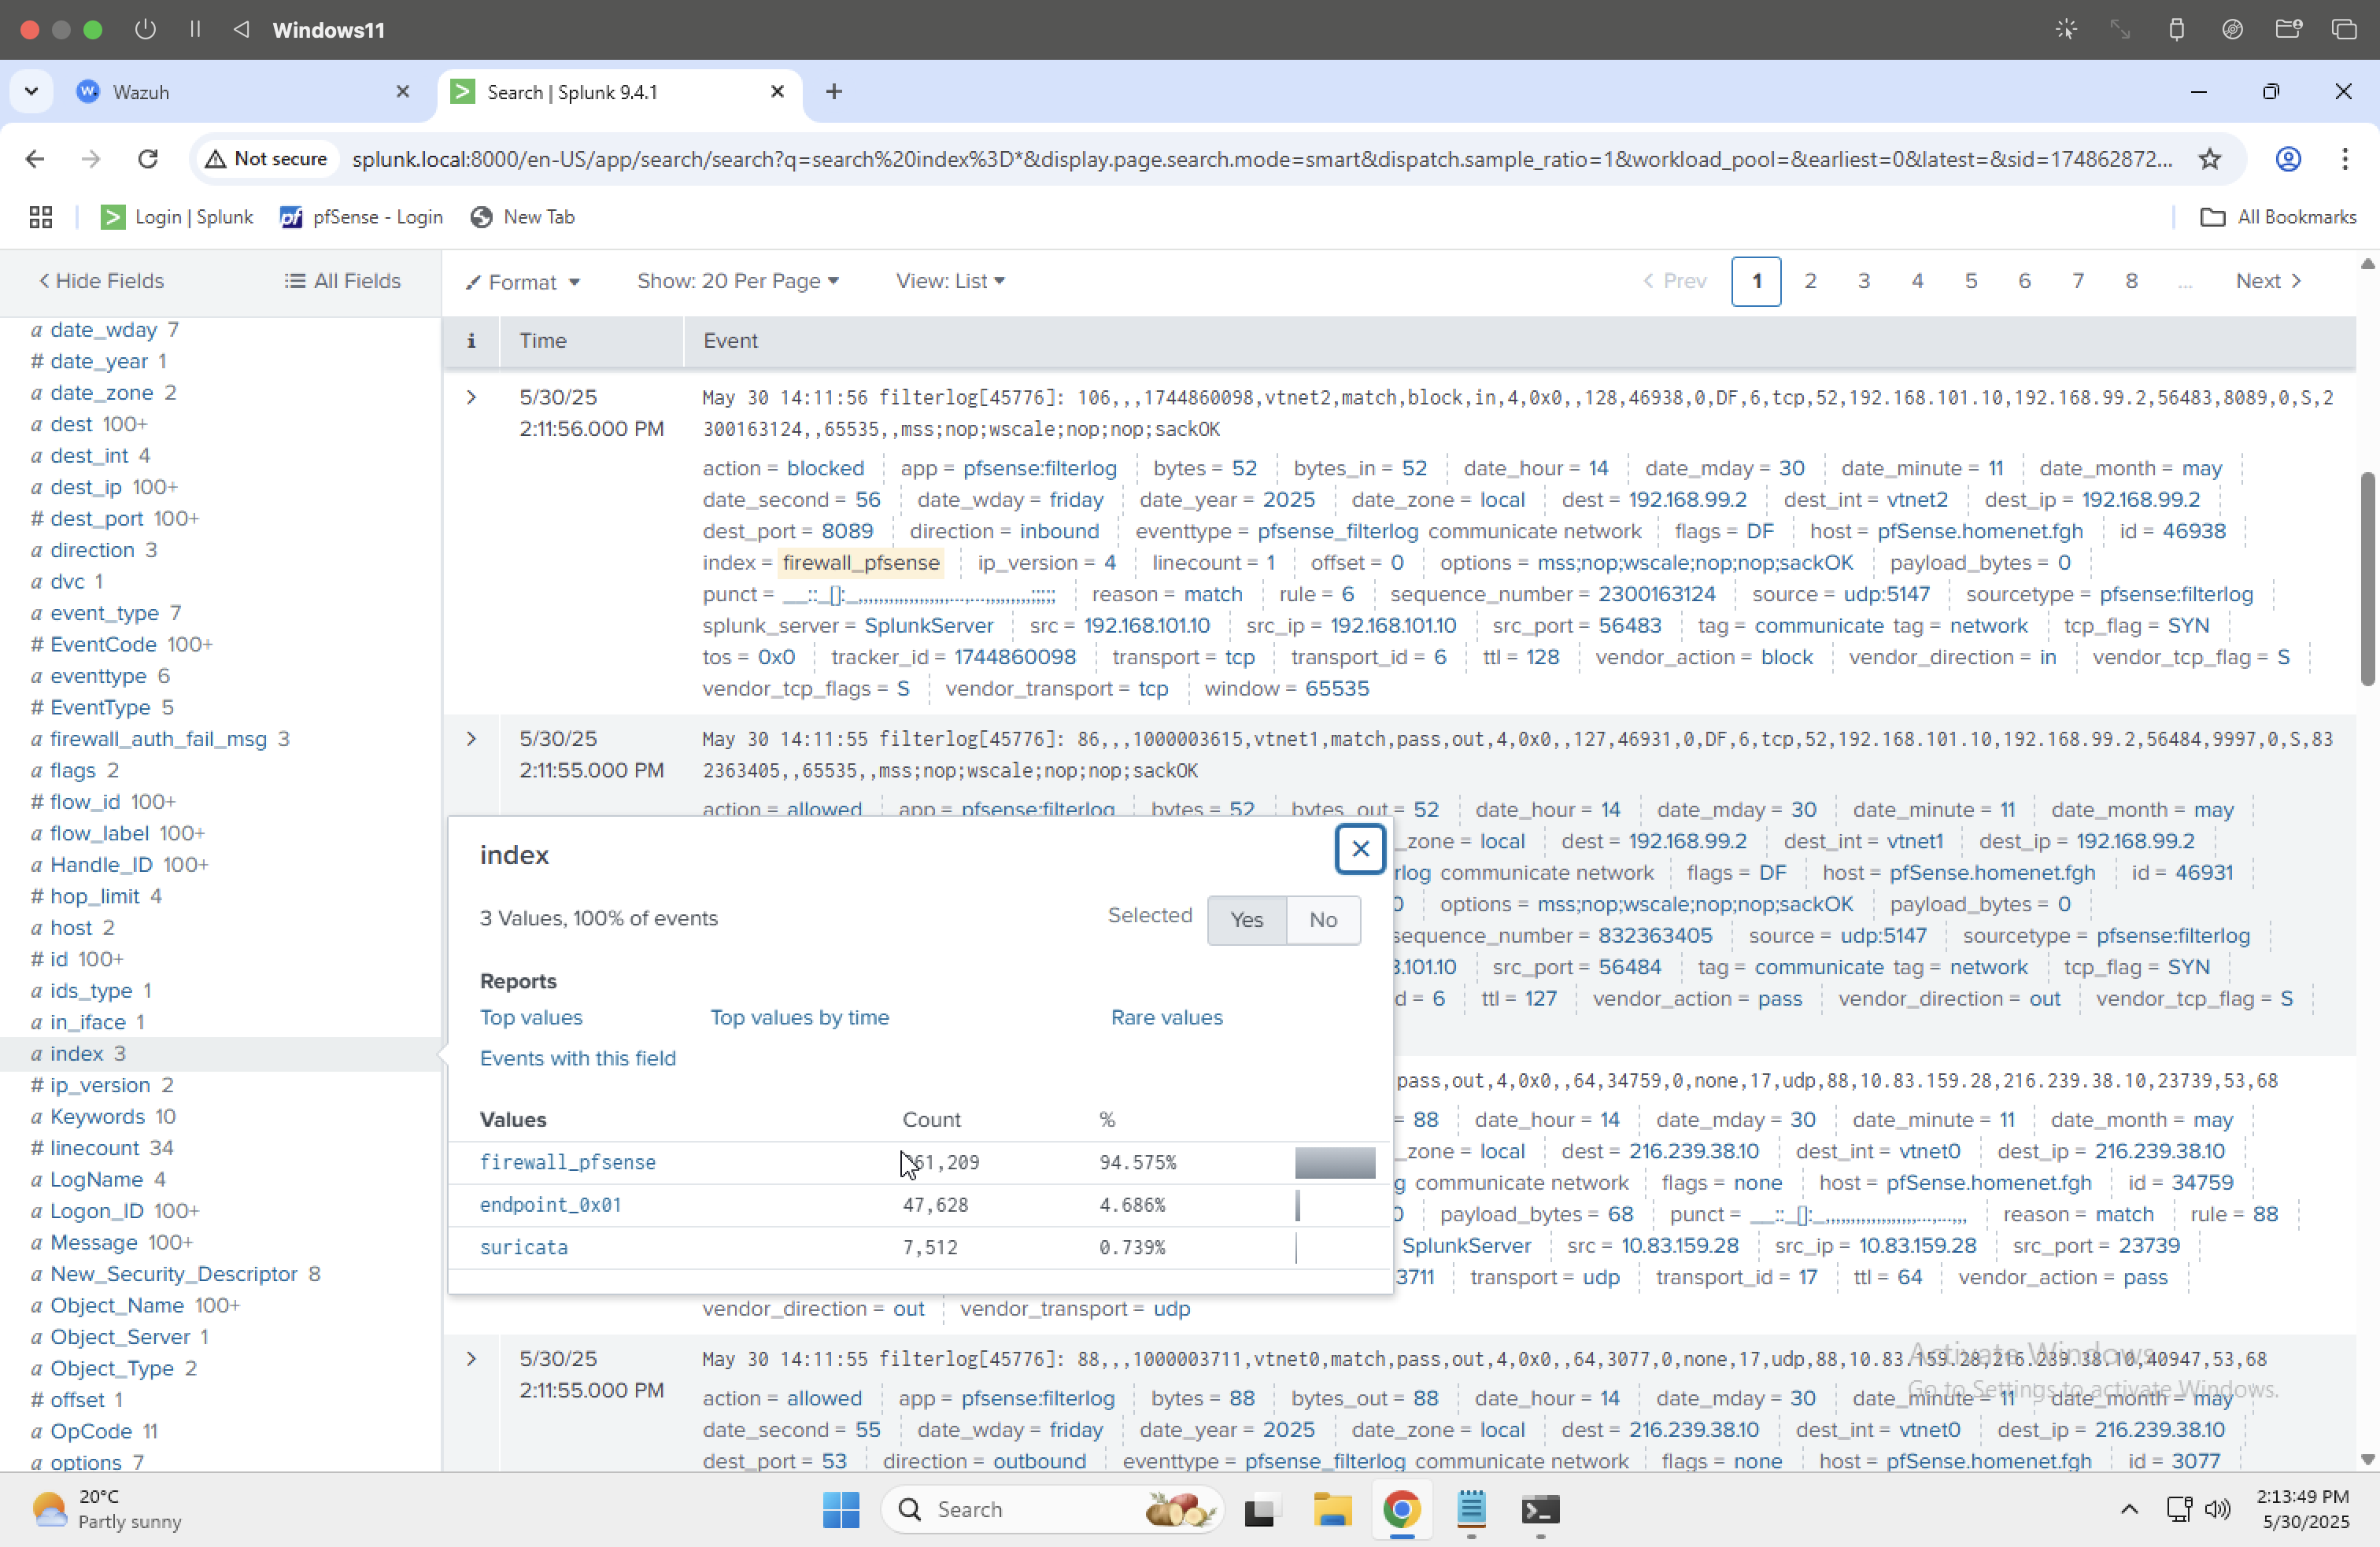 Windows11
Wazuh
Search | Splunk 9.4.1
Not secure
splunk.local:8000/en-US/app/search/search?q=search%20index%3D*&display.page.search.mode=smart&dispatch.sample_ratio=1&workload_pool=&earliest=0&latest=&sid=174862872...
Login | Splunk
pfSense - Login
New Tab
All Bookmarks
Hide Fields
All Fields
Format
Show: 20 Per Page
View: List
Prev 1 2 3 4 5 6 7 8 ... Next
a date_wday 7
# date_year 1
a date_zone 2
a dest 100+
a dest_int 4
a dest_ip 100+
# dest_port 100+
a direction 3
a dvc 1
a event_type 7
# EventCode 100+
a eventtype 6
# EventType 5
a firewall_auth_fail_msg 3
a flags 2
# flow_id 100+
a flow_label 100+
a Handle_ID 100+
# hop_limit 4
a host 2
# id 100+
a ids_type 1
a in_iface 1
a index 3
# ip_version 2
a Keywords 10
# linecount 34
a LogName 4
a Logon_ID 100+
a Message 100+
a New_Security_Descriptor 8
a Object_Name 100+
a Object_Server 1
a Object_Type 2
# offset 1
a OpCode 11
a options 7
i Time Event
5/30/25
2:11:56.000 PM
May 30 14:11:56 filterlog[45776]: 106,,,1744860098,vtnet2,match,block,in,4,0x0,,128,46938,0,DF,6,tcp,52,192.168.101.10,192.168.99.2,56483,8089,0,S,2
300163124,,65535,,mss;nop;wscale;nop;nop;sackOK
action = blocked app = pfsense:filterlog bytes = 52 bytes_in = 52 date_hour = 14 date_mday = 30 date_minute = 11 date_month = may
date_second = 56 date_wday = friday date_year = 2025 date_zone = local dest = 192.168.99.2 dest_int = vtnet2 dest_ip = 192.168.99.2
dest_port = 8089 direction = inbound eventtype = pfsense_filterlog communicate network flags = DF host = pfSense.homenet.fgh id = 46938
index = firewall_pfsense ip_version = 4 linecount = 1 offset = 0 options = mss;nop;wscale;nop;nop;sackOK payload_bytes = 0
punct = reason = match rule = 6 sequence_number = 2300163124 source = udp:5147 sourcetype = pfsense:filterlog
splunk_server = SplunkServer src = 192.168.101.10 src_ip = 192.168.101.10 src_port = 56483 tag = communicate tag = network tcp_flag = SYN
tos = 0x0 tracker_id = 1744860098 transport = tcp transport_id = 6 ttl = 128 vendor_action = block vendor_direction = in vendor_tcp_flag = S
vendor_tcp_flags = S vendor_transport = tcp window = 65535
5/30/25
2:11:55.000 PM
May 30 14:11:55 filterlog[45776]: 86,,,1000003615,vtnet1,match,pass,out,4,0x0,,127,46931,0,DF,6,tcp,52,192.168.101.10,192.168.99.2,56484,9997,0,S,83
2363405,,65535,,mss;nop;wscale;nop;nop;sackOK
action = allowed app = pfsense:filterlog bytes = 52 bytes_out = 52 date_hour = 14 date_mday = 30 date_minute = 11 date_month = may
_zone = local dest = 192.168.99.2 dest_int = vtnet1 dest_ip = 192.168.99.2
rlog communicate network flags = DF host = pfSense.homenet.fgh id = 46931
options = mss;nop;wscale;nop;nop;sackOK payload_bytes = 0
sequence_number = 832363405 source = udp:5147 sourcetype = pfsense:filterlog
3.101.10 src_port = 56484 tag = communicate tag = network tcp_flag = SYN
d = 6 ttl = 127 vendor_action = pass vendor_direction = out vendor_tcp_flag = S
index
3 Values, 100% of events
Selected Yes No
Reports
Top values Top values by time Rare values
Events with this field
Values Count %
firewall_pfsense 61,209 94.575%
endpoint_0x01 47,628 4.686%
suricata 7,512 0.739%
pass,out,4,0x0,,64,34759,0,none,17,udp,88,10.83.159.28,216.239.38.10,23739,53,68
= 88 date_hour = 14 date_mday = 30 date_minute = 11 date_month = may
_zone = local dest = 216.239.38.10 dest_int = vtnet0 dest_ip = 216.239.38.10
g communicate network flags = none host = pfSense.homenet.fgh id = 34759
payload_bytes = 68 punct = reason = match rule = 88
SplunkServer src = 10.83.159.28 src_ip = 10.83.159.28 src_port = 23739
3711 transport = udp transport_id = 17 ttl = 64 vendor_action = pass
vendor_direction = out vendor_transport = udp
5/30/25
2:11:55.000 PM
May 30 14:11:55 filterlog[45776]: 88,,,1000003711,vtnet0,match,pass,out,4,0x0,,64,3077,0,none,17,udp,88,10.83.159.28,216.239.38.10,40947,53,68
action = allowed app = pfsense:filterlog bytes = 88 bytes_out = 88 date_hour = 14 date_mday = 30 date_minute = 11 date_month = may
date_second = 55 date_wday = friday date_year = 2025 date_zone = local dest = 216.239.38.10 dest_int = vtnet0 dest_ip = 216.239.38.10
dest_port = 53 direction = outbound eventtype = pfsense_filterlog communicate network flags = none host = pfSense.homenet.fgh id = 3077
Activate Windows
Go to Settings to activate Windows.
20°C
Partly sunny
Search
2:13:49 PM
5/30/2025